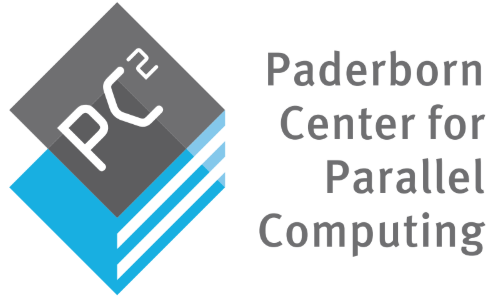 PC²
Paderborn
Center for
Parallel
Computing